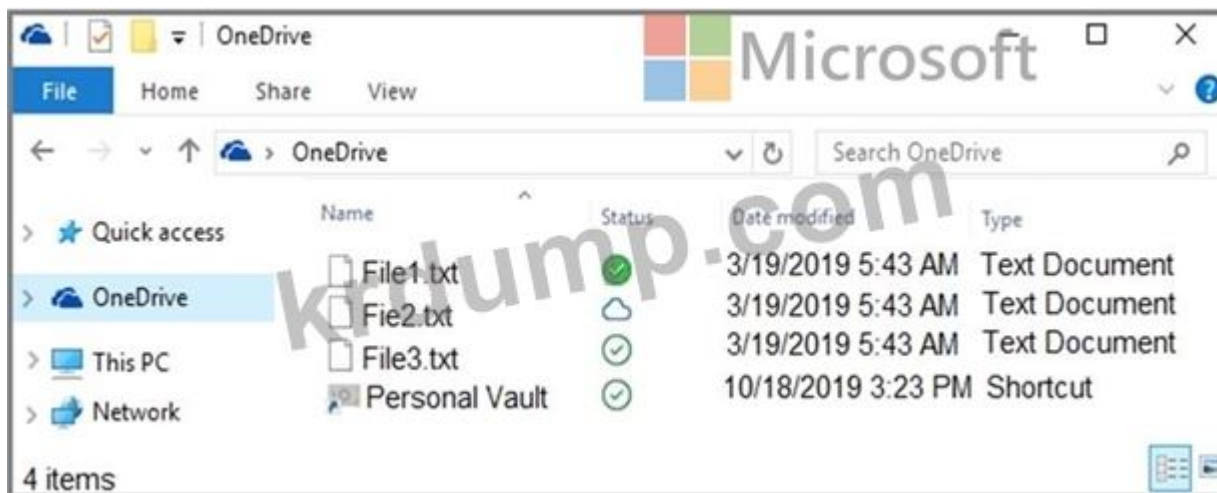 OneDrive
Microsoft
File Home Share View
OneDrive Search OneDrive
Name Status Date modified Type
Quick access
OneDrive
This PC
Network
File1.txt 3/19/2019 5:43 AM Text Document
Fie2.txt 3/19/2019 5:43 AM Text Document
File3.txt 3/19/2019 5:43 AM Text Document
Personal Vault 10/18/2019 3:23 PM Shortcut
krdump.com
4 items